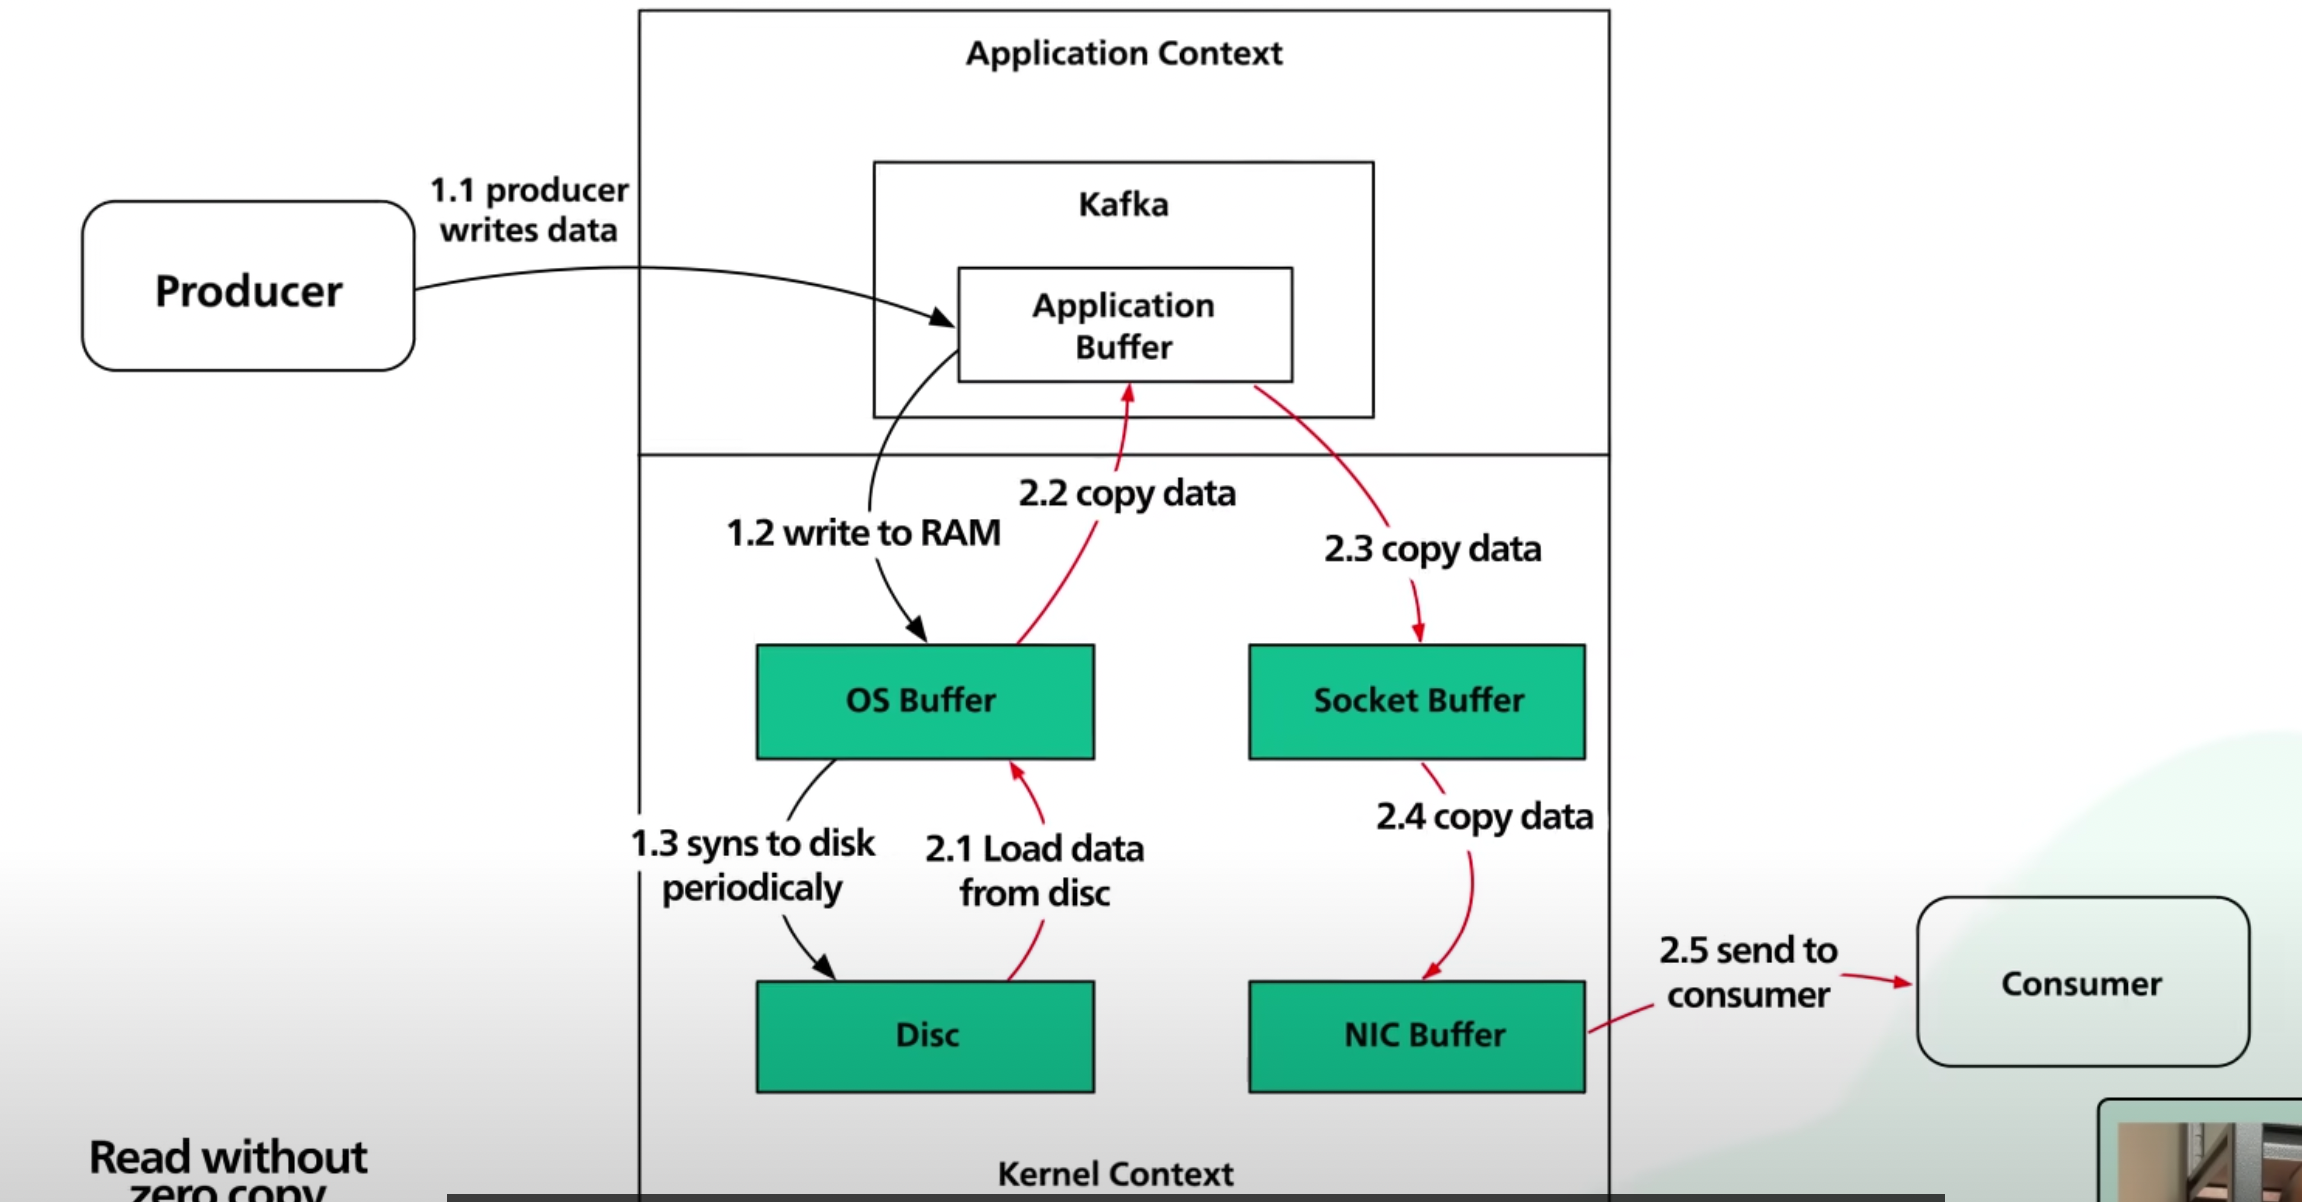 Application Context
Kafka
1.1 producer
writes data
Producer
Application
Buffer
2.2 copy data
1.2 write to RAM
2.3 copy data
OS Buffer
Socket Buffer
2.4 copy data
1.3 syns to disk
periodicaly
2.1 Load data
from disc
2.5 send to
consumer
Consumer
Disc
NIC Buffer
Read without
zero copy
Kernel Context